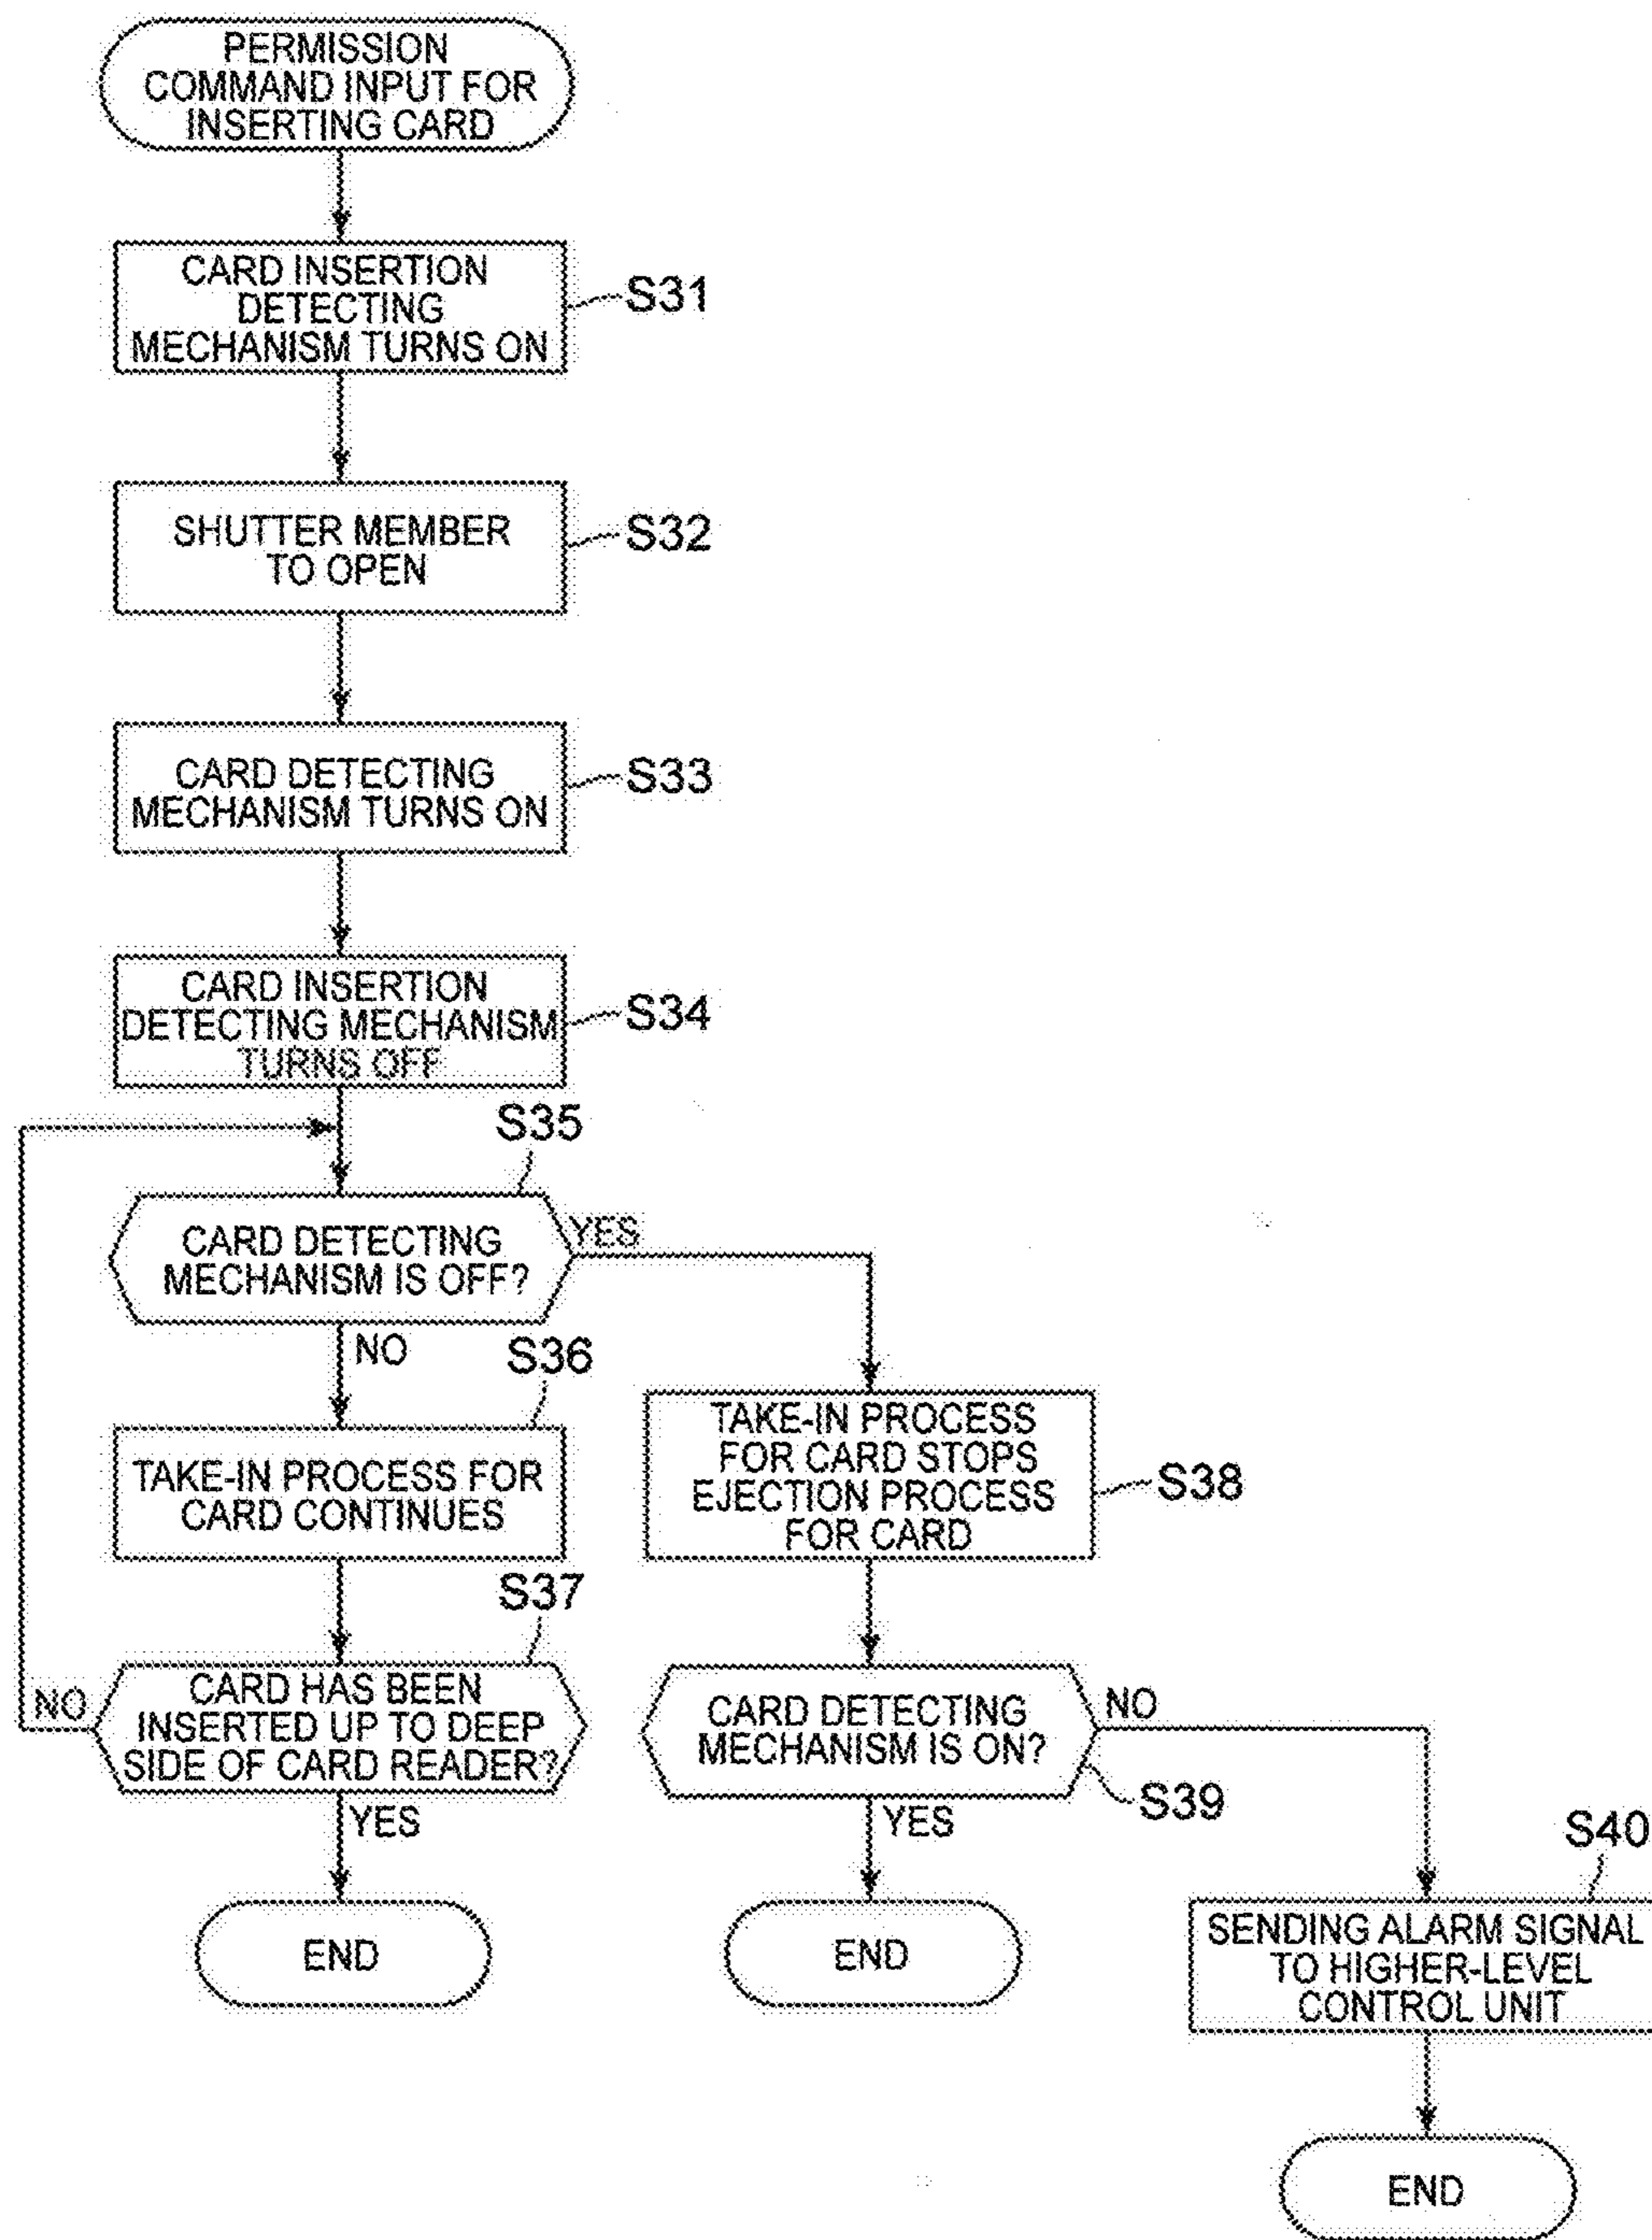 PERMISSION
COMMAND INPUT FOR
INSERTING CARD
CARD INSERTION
DETECTING
MECHANISM TURNS ON
S31
SHUTTER MEMBER
TO OPEN
S32
CARD DETECTING
MECHANISM TURNS ON
S33
CARD INSERTION
DETECTING MECHANISM
TURNS OFF
S34
S35
CARD DETECTING
MECHANISM IS OFF?
YES
NO
S36
TAKE-IN PROCESS FOR
CARD CONTINUES
TAKE-IN PROCESS
FOR CARD STOPS
EJECTION PROCESS
FOR CARD
S38
S37
CARD HAS BEEN
INSERTED UP TO DEEP
SIDE OF CARD READER?
NO
YES
CARD DETECTING
MECHANISM IS ON?
NO
S39
YES
S40
END
END
SENDING ALARM SIGNAL
TO HIGHER-LEVEL
CONTROL UNIT
END